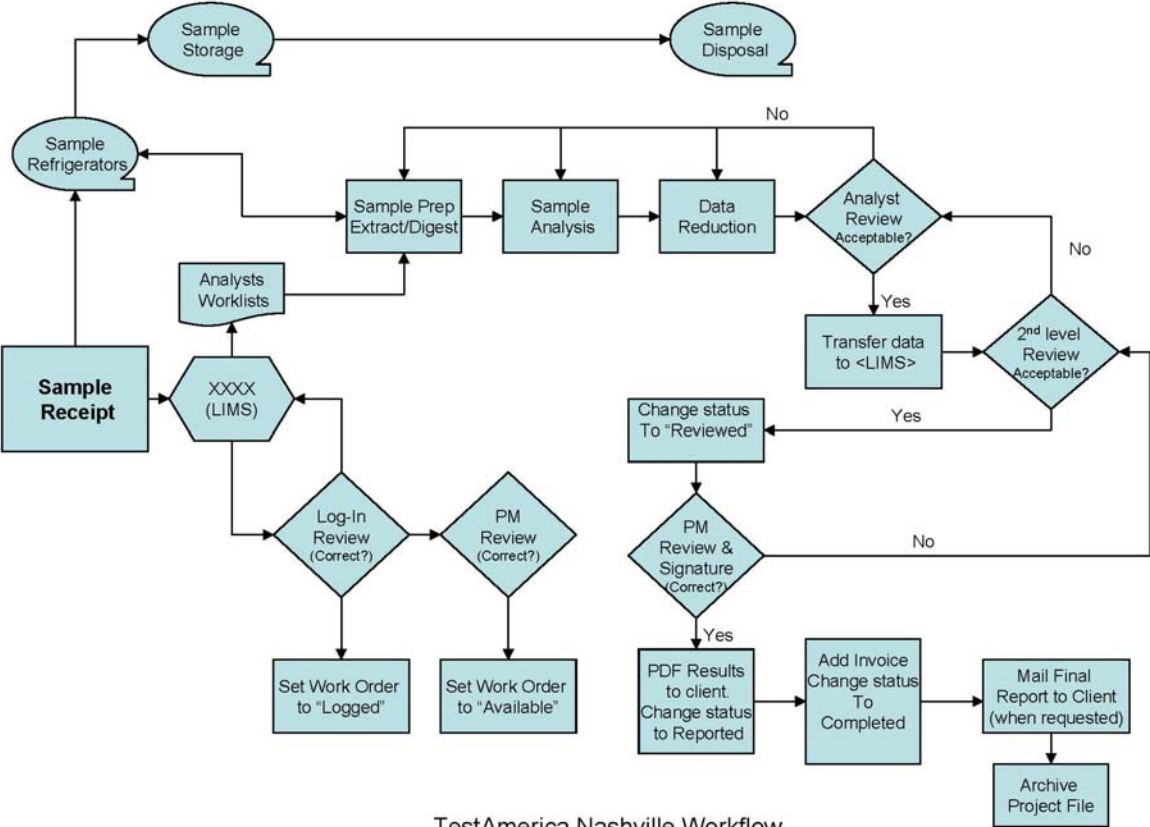 Sample
Storage
Sample
Disposal
No
Sample
Refrigerators
Sample Prep
Extract/Digest
Sample
Analysis
Data
Reduction
Analyst
Review
Acceptable?
No
Analysts
Worklists
Yes
Transfer data
to <LIMS>
2nd level
Review
Acceptable?
Sample
Receipt
XXXX
(LIMS)
Change status
To “Reviewed”
Yes
Log-In
Review
(Correct?)
PM
Review
(Correct?)
PM
Review &
Signature
(Correct?)
No
Yes
Set Work Order
to “Logged”
Set Work Order
to “Available”
PDF Results
to client.
Change status
to Reported
Add Invoice
Change status
To
Completed
Mail Final
Report to Client
(when requested)
Archive
Project File
TestAmerica Nashville Workflow